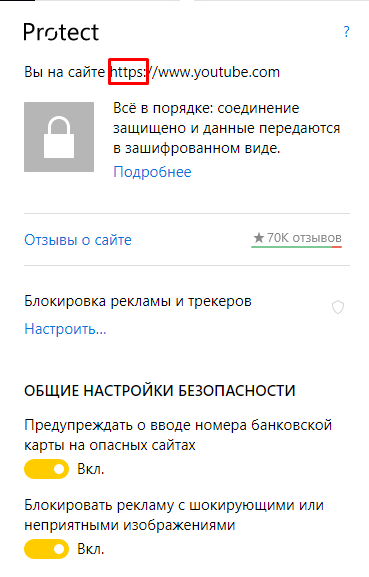 Protect ?
Вы на сайте https://www.youtube.com
Всё в порядке: соединение
защищено и данные передаются
в зашифрованном виде.
Подробнее
Отзывы о сайте ★ 70K отзывов
Блокировка рекламы и трекеров
Настроить...
ОБЩИЕ НАСТРОЙКИ БЕЗОПАСНОСТИ
Предупреждать о вводе номера банковской
карты на опасных сайтах
Вкл.
Блокировать рекламу с шокирующими или
неприятными изображениями
Вкл.